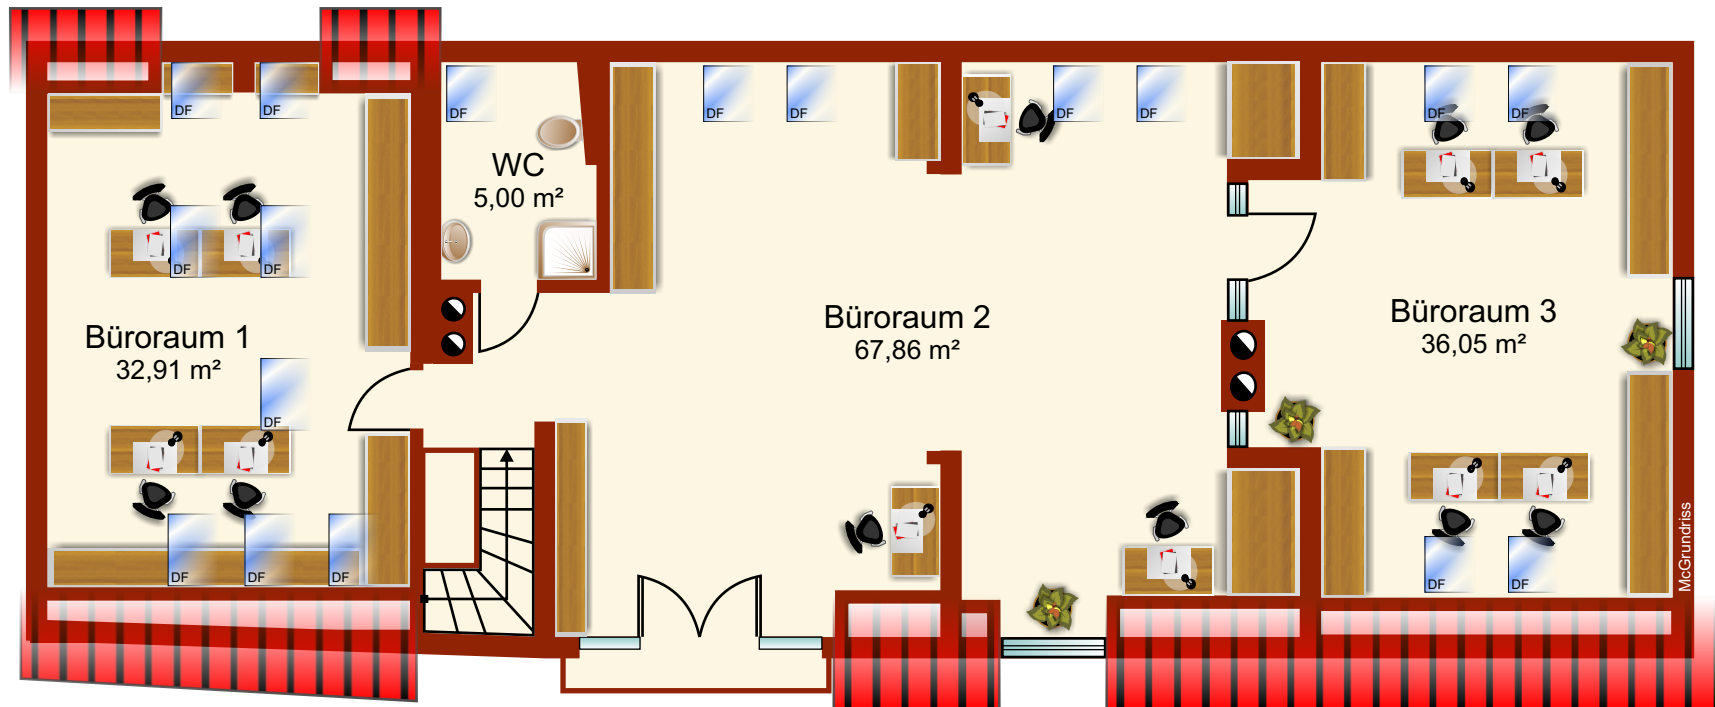 DF
DF
DF
DF
DF
DF
DF
DF
DF
WC
5,00 m²
DF
DF
Büroraum 1
32,91 m²
Büroraum 2
67,86 m²
Büroraum 3
36,05 m²
DF
DF
DF
DF
DF
DF
McGrundriss